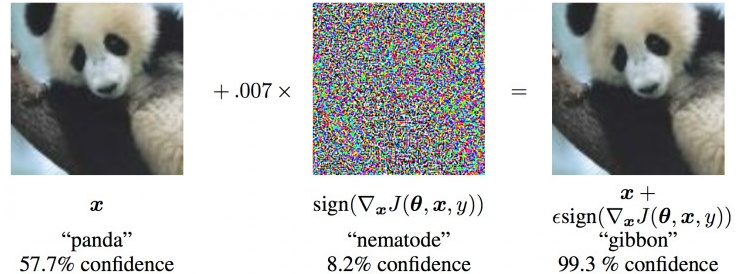 + .007 ×
=
x
sign(∇ₓJ(θ, x, y))
x +
ϵsign(∇ₓJ(θ, x, y))
“panda”
“nematode”
“gibbon”
57.7% confidence
8.2% confidence
99.3 % confidence